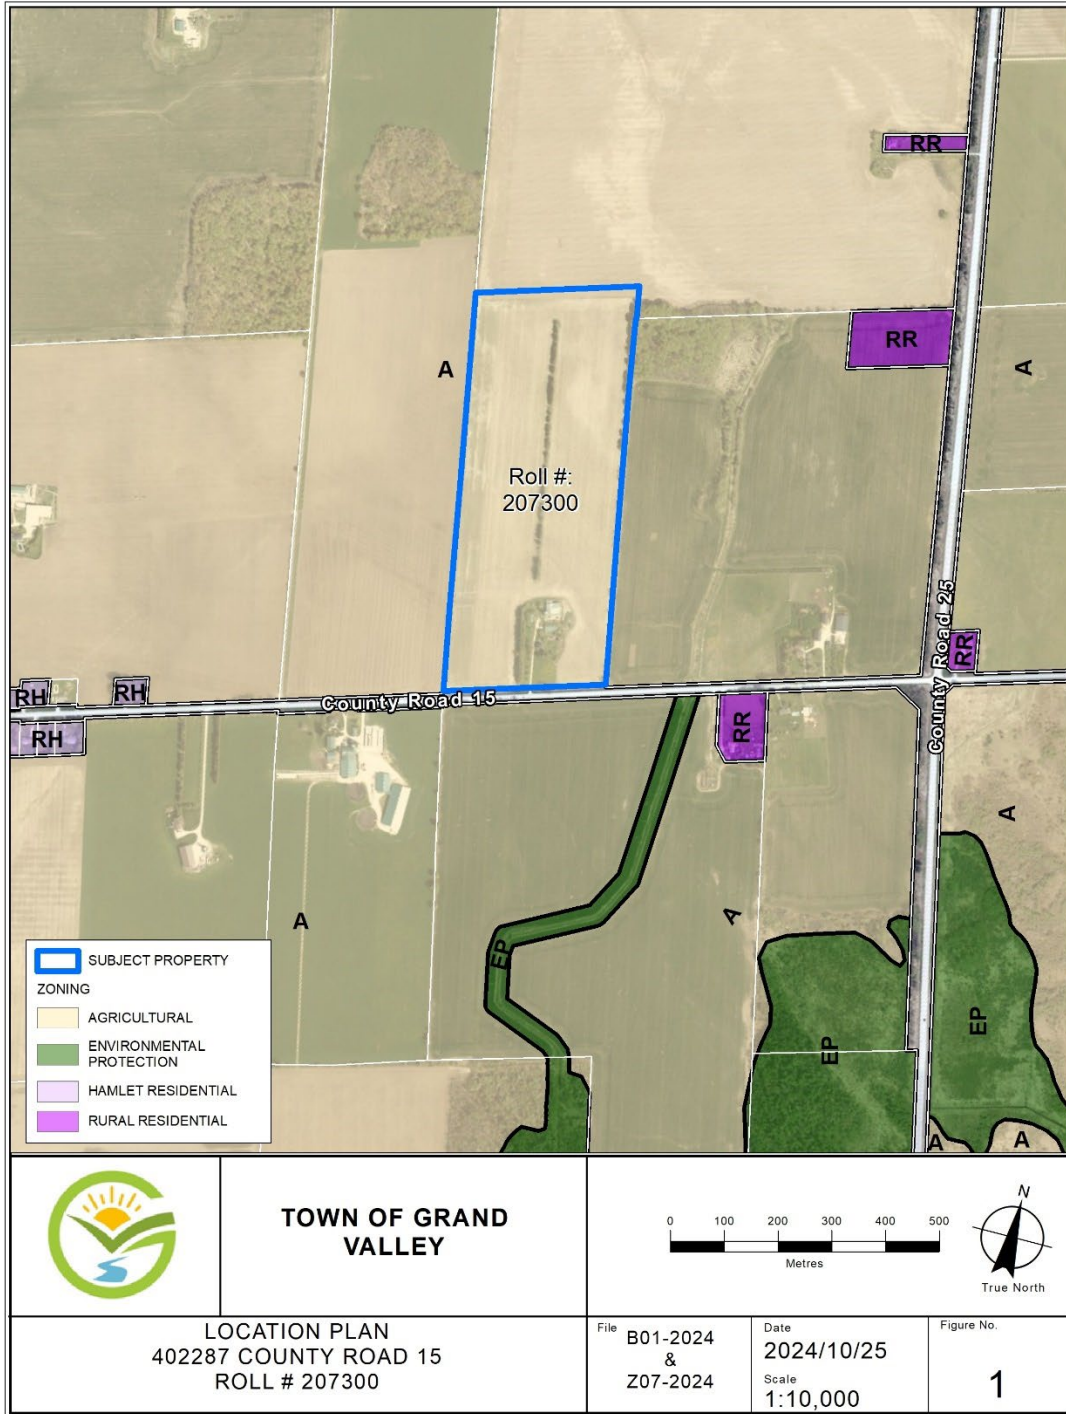 RR
RR
A
A
Roll #:
207300
County Road 25
RR
RH
RH
County Road 15
RH
RR
A
A
A
EP
EP
EP
A
A
SUBJECT PROPERTY
ZONING
AGRICULTURAL
ENVIRONMENTAL
PROTECTION
HAMLET RESIDENTIAL
RURAL RESIDENTIAL
TOWN OF GRAND
VALLEY
0 100 200 300 400 500
Metres
N
True North
LOCATION PLAN
402287 COUNTY ROAD 15
ROLL # 207300
File
B01-2024
&
Z07-2024
Date
2024/10/25
Scale
1:10,000
Figure No.
1